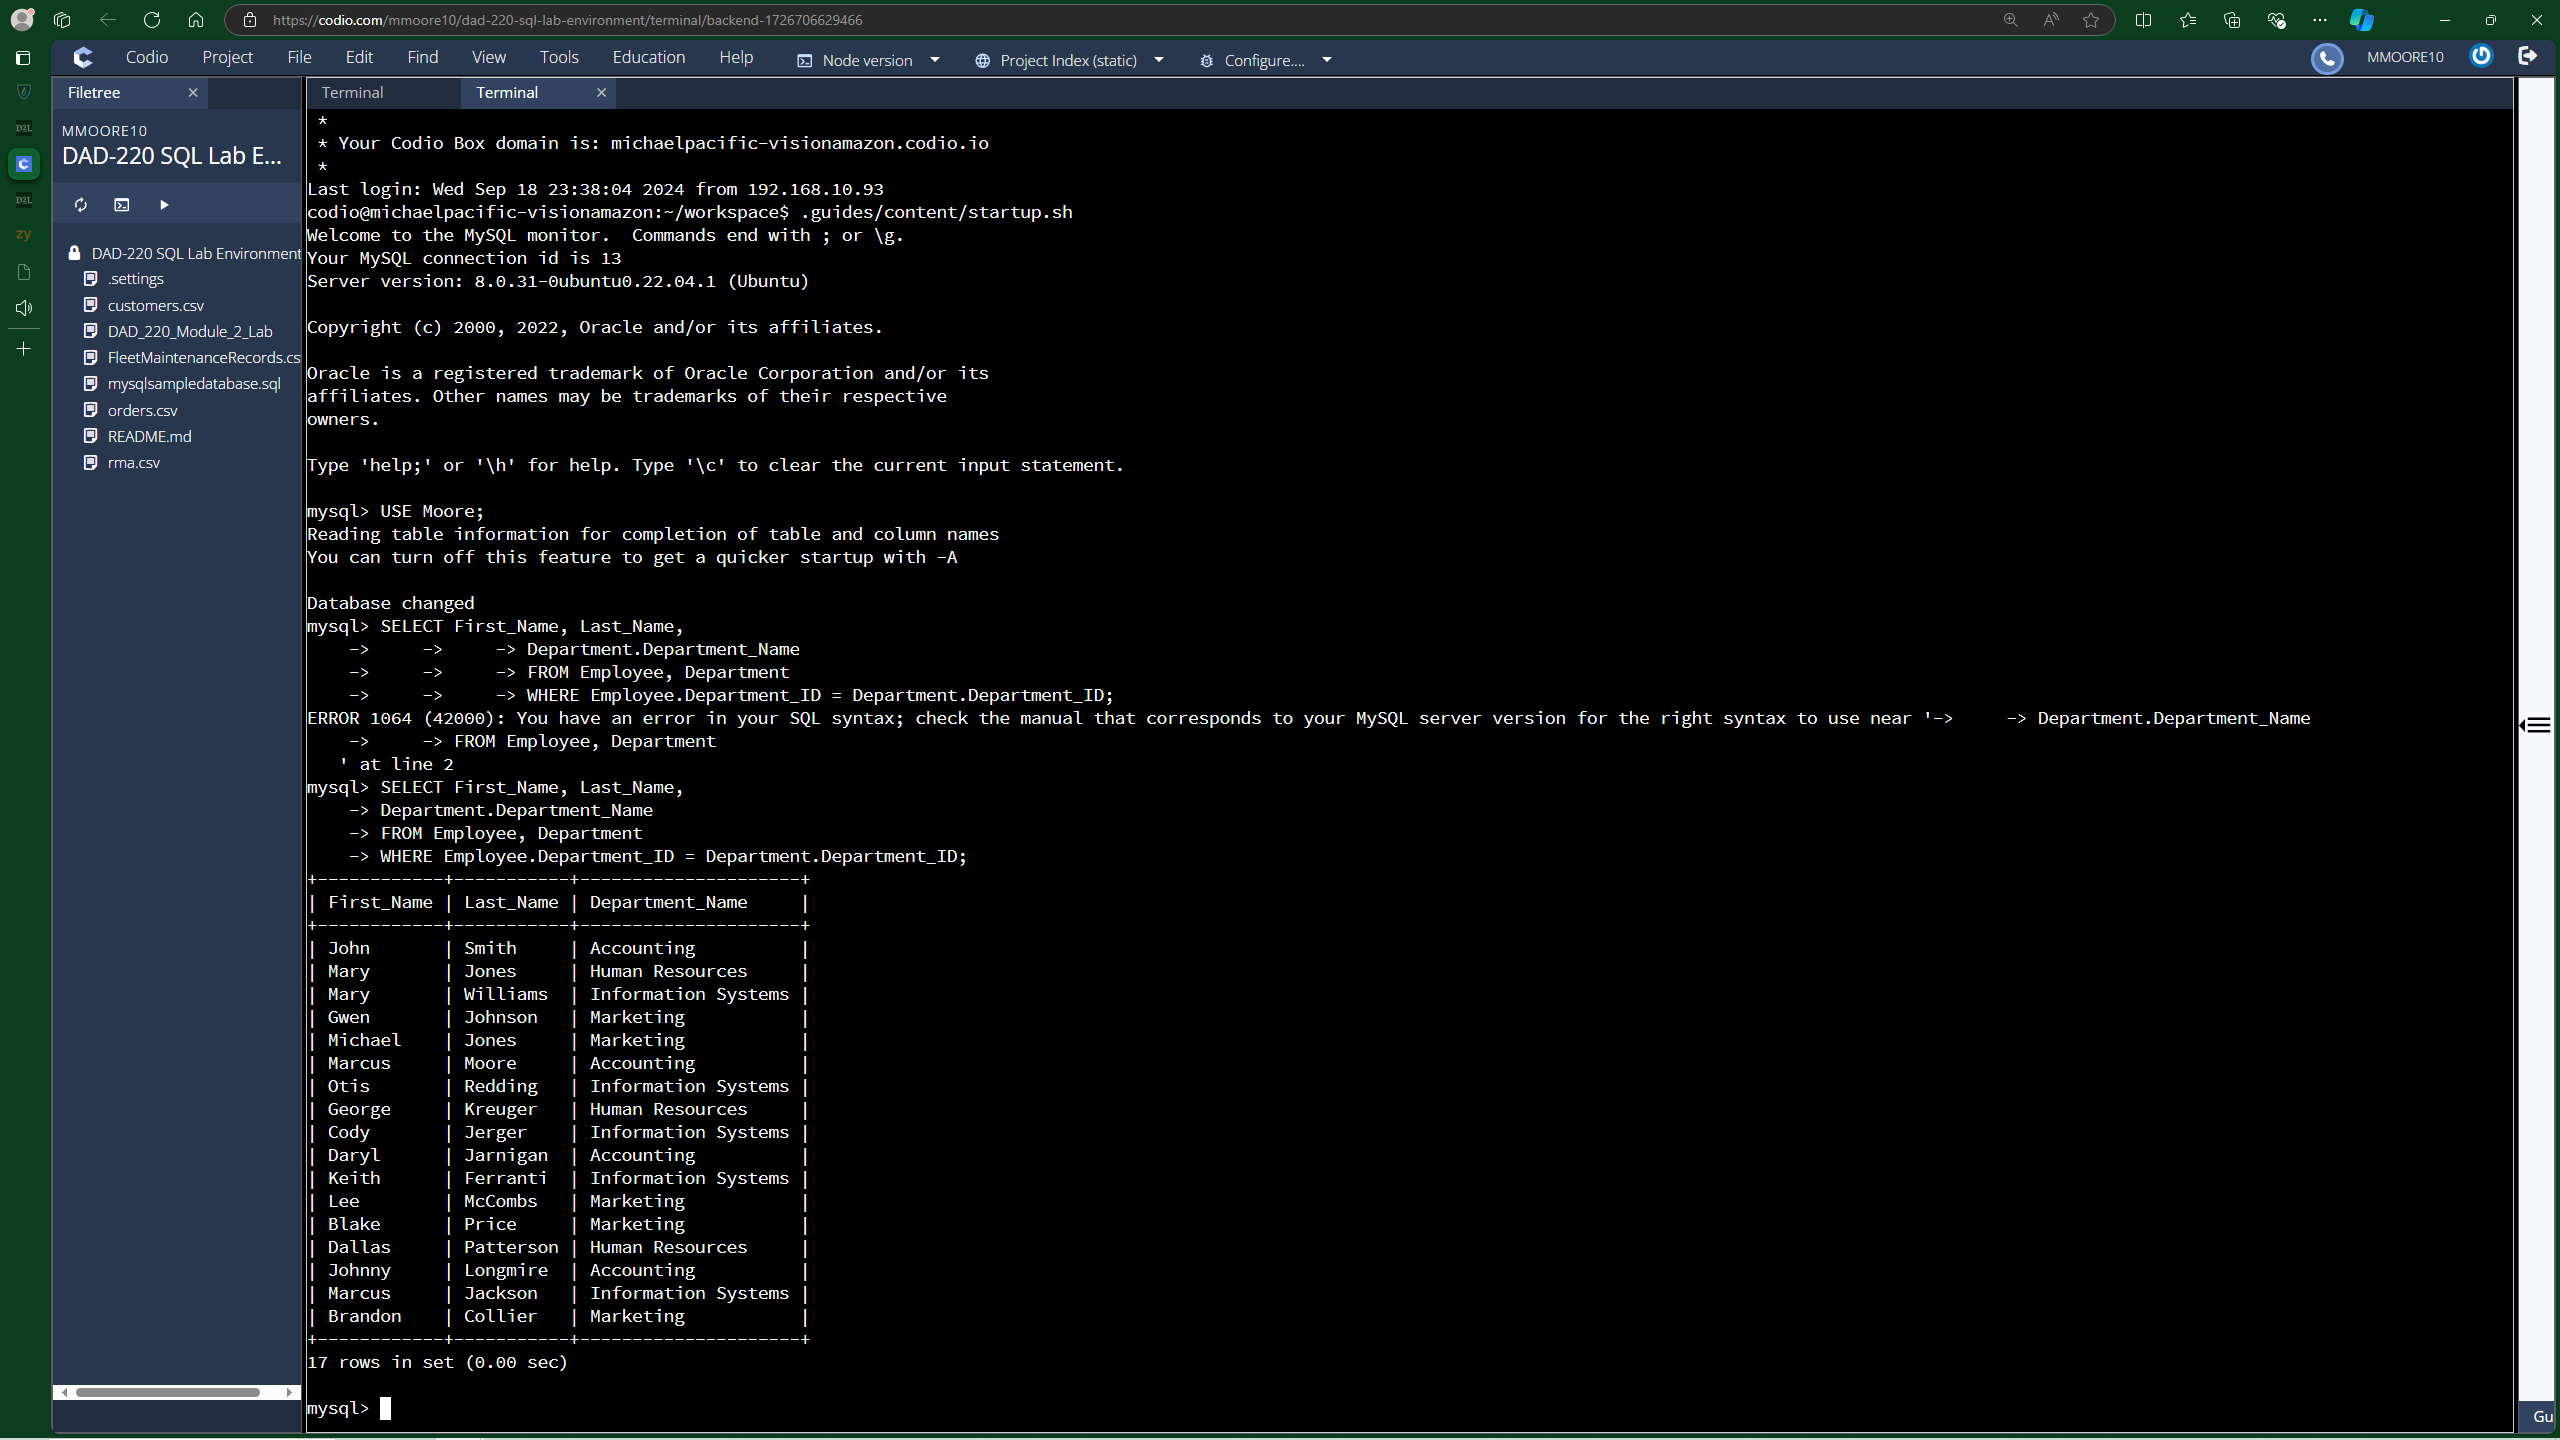 https://codio.com/mmoore10/dad-220-sql-lab-environment/terminal/backend-1726706629466
Codio Project File Edit Find View Tools Education Help Node version Project Index (static) Configure.... MMOORE10
Filetree
Terminal
Terminal
MMOORE10
DAD-220 SQL Lab E...
D2L
D2L
zy
DAD-220 SQL Lab Environment
.settings
customers.csv
DAD_220_Module_2_Lab
FleetMaintenanceRecords.cs
mysqlsampledatabase.sql
orders.csv
README.md
rma.csv
*
* Your Codio Box domain is: michaelpacific-visionamazon.codio.io
*
Last login: Wed Sep 18 23:38:04 2024 from 192.168.10.93
codio@michaelpacific-visionamazon:~/workspace$ .guides/content/startup.sh
Welcome to the MySQL monitor.  Commands end with ; or \g.
Your MySQL connection id is 13
Server version: 8.0.31-0ubuntu0.22.04.1 (Ubuntu)
Copyright (c) 2000, 2022, Oracle and/or its affiliates.
Oracle is a registered trademark of Oracle Corporation and/or its
affiliates. Other names may be trademarks of their respective
owners.
Type 'help;' or '\h' for help. Type '\c' to clear the current input statement.
mysql> USE Moore;
Reading table information for completion of table and column names
You can turn off this feature to get a quicker startup with -A
Database changed
mysql> SELECT First_Name, Last_Name,
    ->     ->     -> Department.Department_Name
    ->     ->     -> FROM Employee, Department
    ->     ->     -> WHERE Employee.Department_ID = Department.Department_ID;
ERROR 1064 (42000): You have an error in your SQL syntax; check the manual that corresponds to your MySQL server version for the right syntax to use near '->     -> Department.Department_Name
    ->     -> FROM Employee, Department
   ' at line 2
mysql> SELECT First_Name, Last_Name,
    -> Department.Department_Name
    -> FROM Employee, Department
    -> WHERE Employee.Department_ID = Department.Department_ID;
+------------+-----------+---------------------+
| First_Name | Last_Name | Department_Name     |
+------------+-----------+---------------------+
| John       | Smith     | Accounting          |
| Mary       | Jones     | Human Resources     |
| Mary       | Williams  | Information Systems |
| Gwen       | Johnson   | Marketing           |
| Michael    | Jones     | Marketing           |
| Marcus     | Moore     | Accounting          |
| Otis       | Redding   | Information Systems |
| George     | Kreuger   | Human Resources     |
| Cody       | Jerger    | Information Systems |
| Daryl      | Jarnigan  | Accounting          |
| Keith      | Ferranti  | Information Systems |
| Lee        | McCombs   | Marketing           |
| Blake      | Price     | Marketing           |
| Dallas     | Patterson | Human Resources     |
| Johnny     | Longmire  | Accounting          |
| Marcus     | Jackson   | Information Systems |
| Brandon    | Collier   | Marketing           |
+------------+-----------+---------------------+
17 rows in set (0.00 sec)
mysql>
Gu